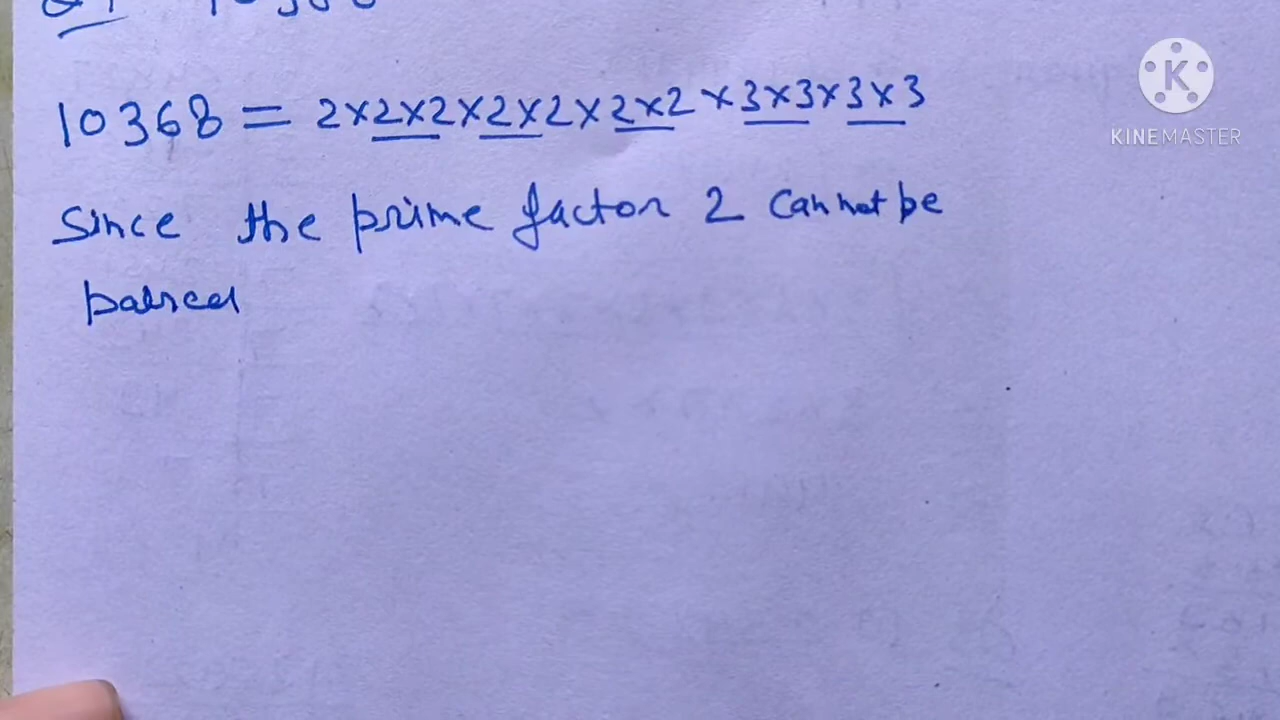 10368 = 2×2×2×2×2×2×2×3×3×3×3
Since the prime factor 2 cannot be
paired
K
KINEMASTER